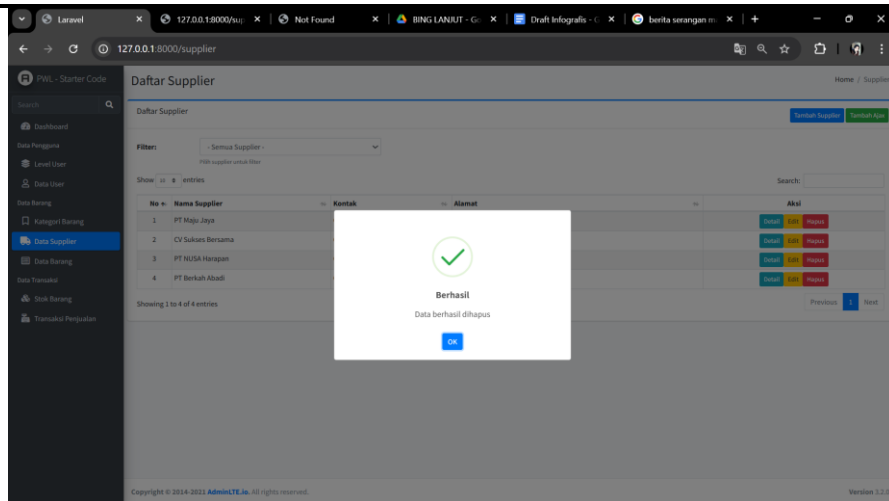 Laravel
127.0.0.1:8000/sup
Not Found
BING LANJUT - Go
Draft Infografis - G
berita serangan m
127.0.0.1:8000/supplier
PWL - Starter Code
Daftar Supplier
Home / Supplier
Search
Daftar Supplier
Tambah Supplier
Tambah Ajax
Dashboard
Data Pengguna
Level User
Data User
Data Barang
Kategori Barang
Data Supplier
Data Barang
Data Transaksi
Stok Barang
Transaksi Penjualan
Filter:
- Semua Supplier -
Pilih supplier untuk filter
Show 10 entries
Search:
No Nama Supplier Kontak Alamat Aksi
1 PT Maju Jaya Detail Edit Hapus
2 CV Sukses Bersama Detail Edit Hapus
3 PT NUSA Harapan Detail Edit Hapus
4 PT Berkah Abadi Detail Edit Hapus
Showing 1 to 4 of 4 entries
Previous 1 Next
Berhasil
Data berhasil dihapus
OK
Copyright © 2014-2021 AdminLTE.io. All rights reserved.
Version